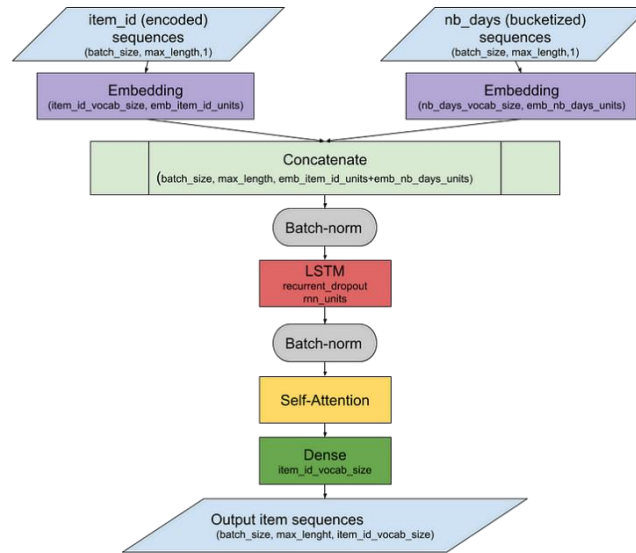 item_id (encoded)
sequences
(batch_size, max_length,1)
nb_days (bucketized)
sequences
(batch_size, max_length,1)
Embedding
(item_id_vocab_size, emb_item_id_units)
Embedding
(nb_days_vocab_size, emb_nb_days_units)
Concatenate
(batch_size, max_length, emb_item_id_units+emb_nb_days_units)
Batch-norm
LSTM
recurrent_dropout
rnn_units
Batch-norm
Self-Attention
Dense
item_id_vocab_size
Output item sequences
(batch_size, max_lenght, item_id_vocab_size)